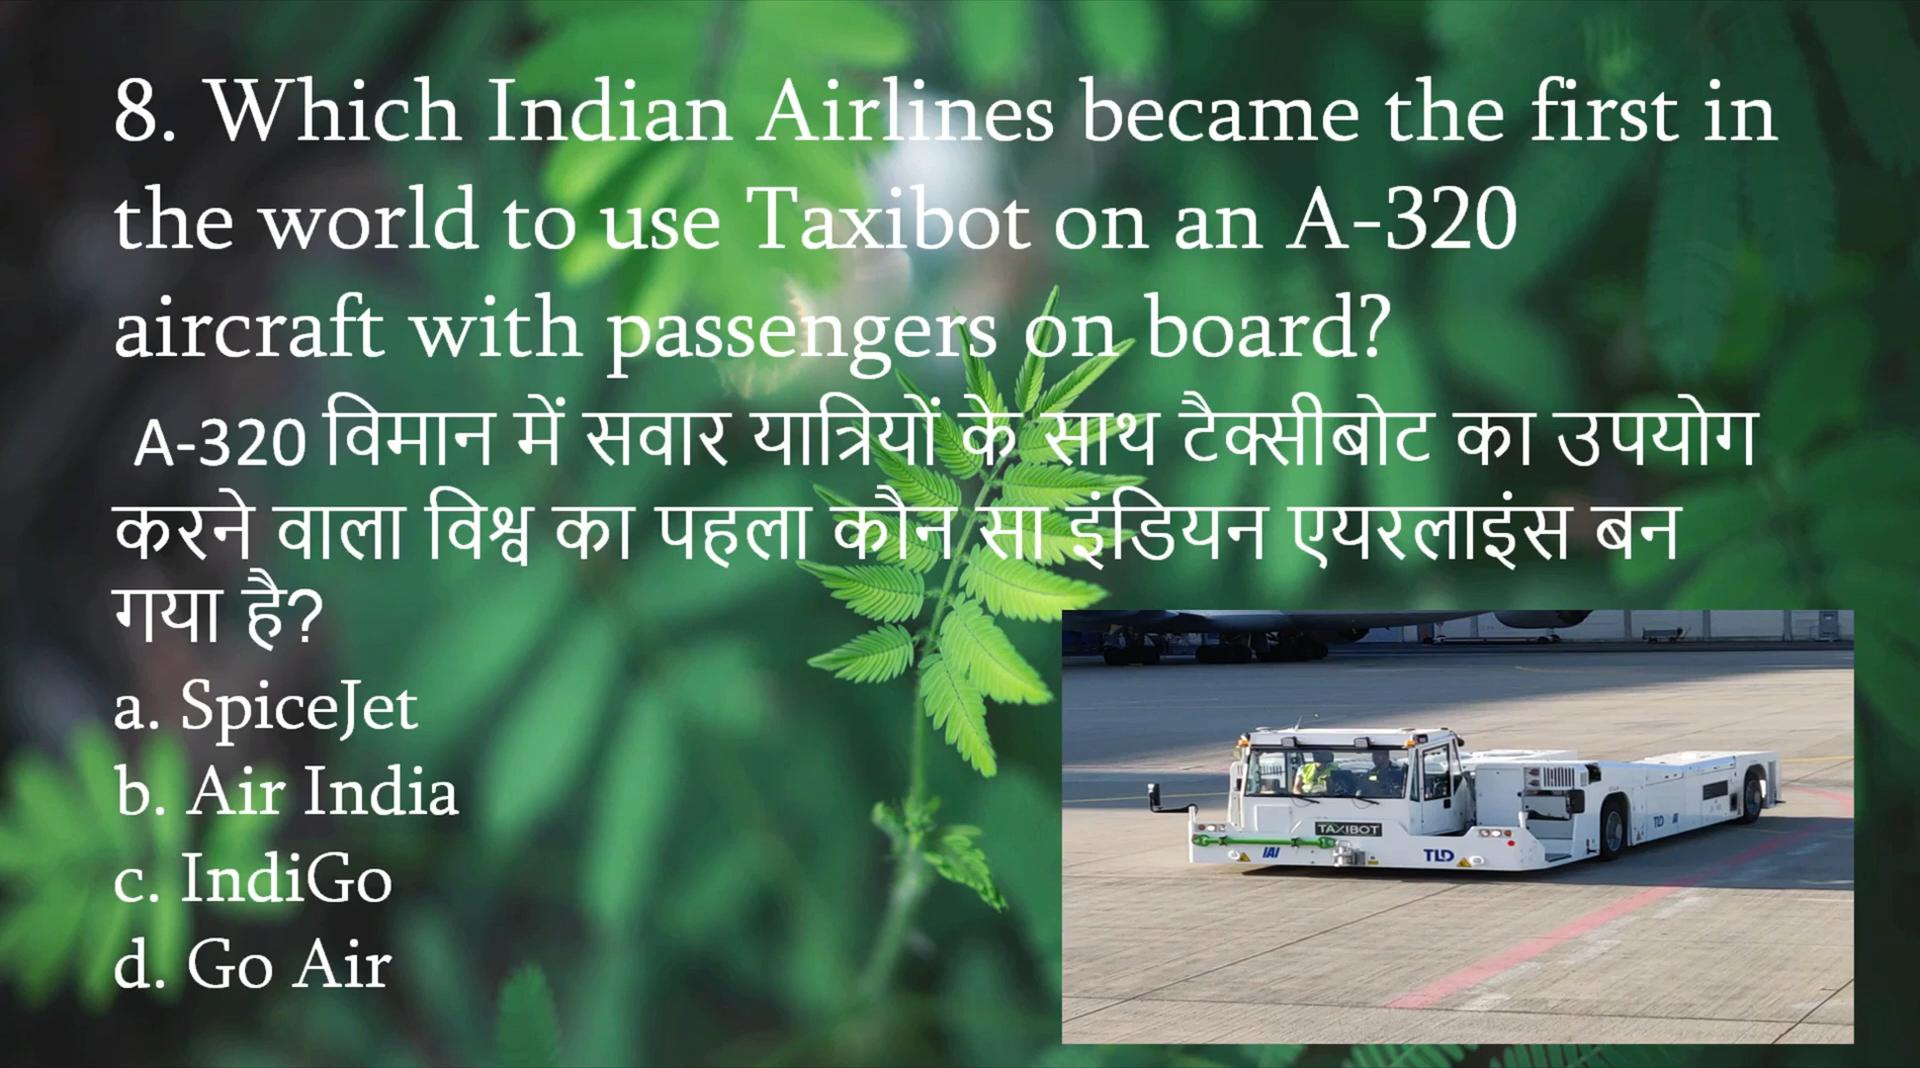 8. Which Indian Airlines became the first in
the world to use Taxibot on an A-320
aircraft with passengers on board?
A-320 विमान में सवार यात्रियों के साथ टैक्सीबोट का उपयोग
करने वाला विश्व का पहला कौन सा इंडियन एयरलाइंस बन
गया है?
a. SpiceJet
b. Air India
c. IndiGo
d. Go Air
TAXIBOT
IAI
TLD
TLD